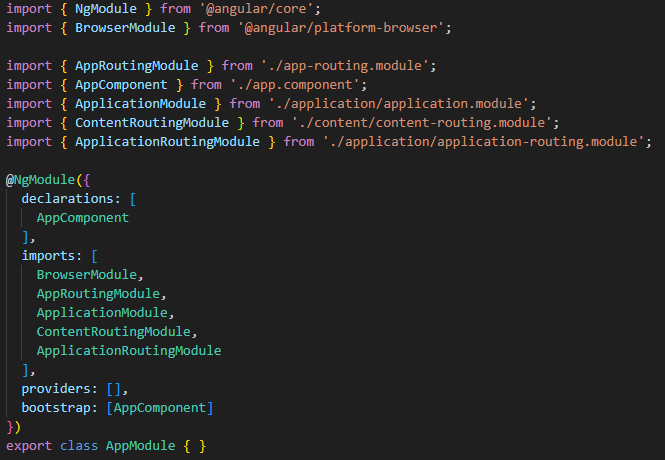 import { NgModule } from '@angular/core';
import { BrowserModule } from '@angular/platform-browser';

import { AppRoutingModule } from './app-routing.module';
import { AppComponent } from './app.component';
import { ApplicationModule } from './application/application.module';
import { ContentRoutingModule } from './content/content-routing.module';
import { ApplicationRoutingModule } from './application/application-routing.module';

@NgModule({
  declarations: [
    AppComponent
  ],
  imports: [
    BrowserModule,
    AppRoutingModule,
    ApplicationModule,
    ContentRoutingModule,
    ApplicationRoutingModule
  ],
  providers: [],
  bootstrap: [AppComponent]
})
export class AppModule { }